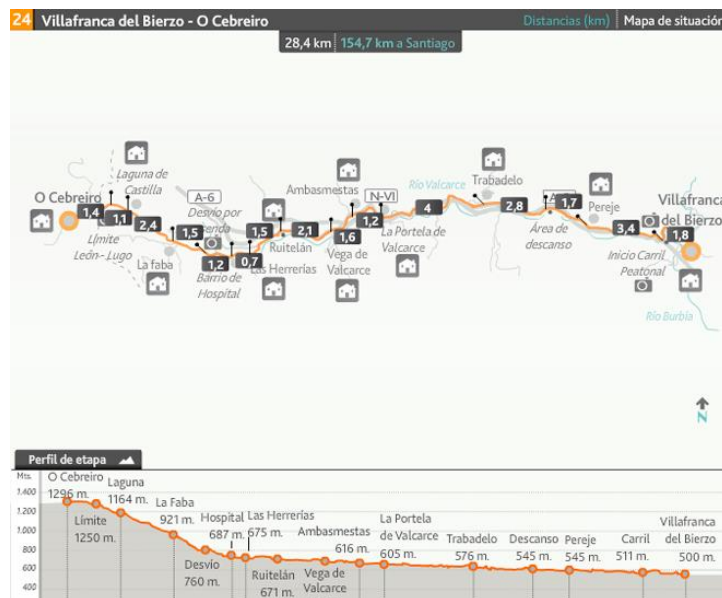 24 Villafranca del Bierzo - O Cebreiro
Distancias (km) Mapa de situación
28,4 km 154,7 km a Santiago
Laguna de
Castilla
O Cebreiro
1,4
1,1
2,4
Límite
León- Lugo
La faba
A-6
Desvío por
senda
1,5
1,2
Barrio de
Hospital
0,7
1,5
Ruitelán
Las Herrerías
2,1
Ambasmestas
1,6
Vega de
Valcarce
N-VI
1,2
La Portela de
Valcarce
Río Valcarce
4
Trabadelo
2,8
1,7
Área de
descanso
Pereje
3,4
Inicio Carril
Peatonal
Villafranca
del Bierzo
1,8
Río Burbia
N
Perfil de etapa
Mts.
1.400
1.200
1.000
800
600
400
O Cebreiro
1296 m.
Límite
1250 m.
Laguna
1164 m.
La Faba
921 m.
Desvío
760 m.
Hospital
687 m.
Las Herrerías
675 m.
Ruitelán
671 m.
Vega de
Valcarce
Ambasmestas
616 m.
La Portela
de Valcarce
605 m.
Trabadelo
576 m.
Descanso
545 m.
Pereje
545 m.
Carril
511 m.
Villafranca
del Bierzo
500 m.